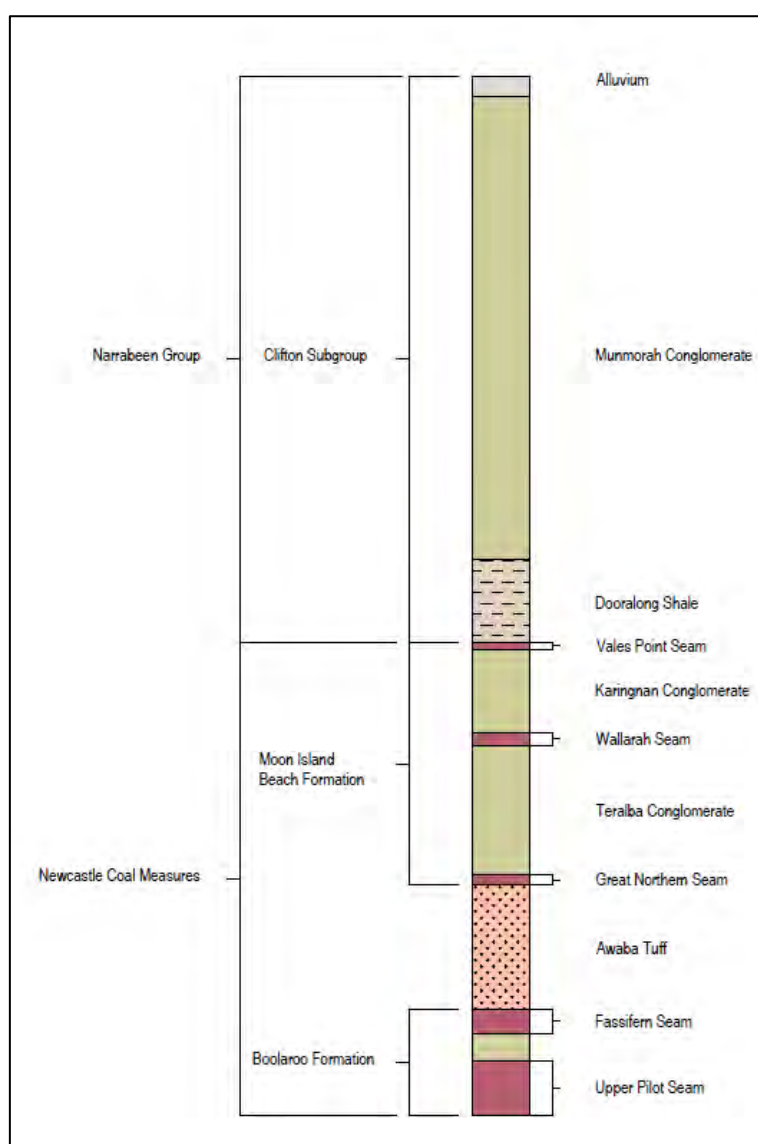 Alluvium
Narrabeen Group
Clifton Subgroup
Munmorah Conglomerate
Dooralong Shale
Vales Point Seam
Karingnan Conglomerate
Wallarah Seam
Moon Island
Beach Formation
Teralba Conglomerate
Newcastle Coal Measures
Great Northern Seam
Awaba Tuff
Fassifern Seam
Boolaroo Formation
Upper Pilot Seam